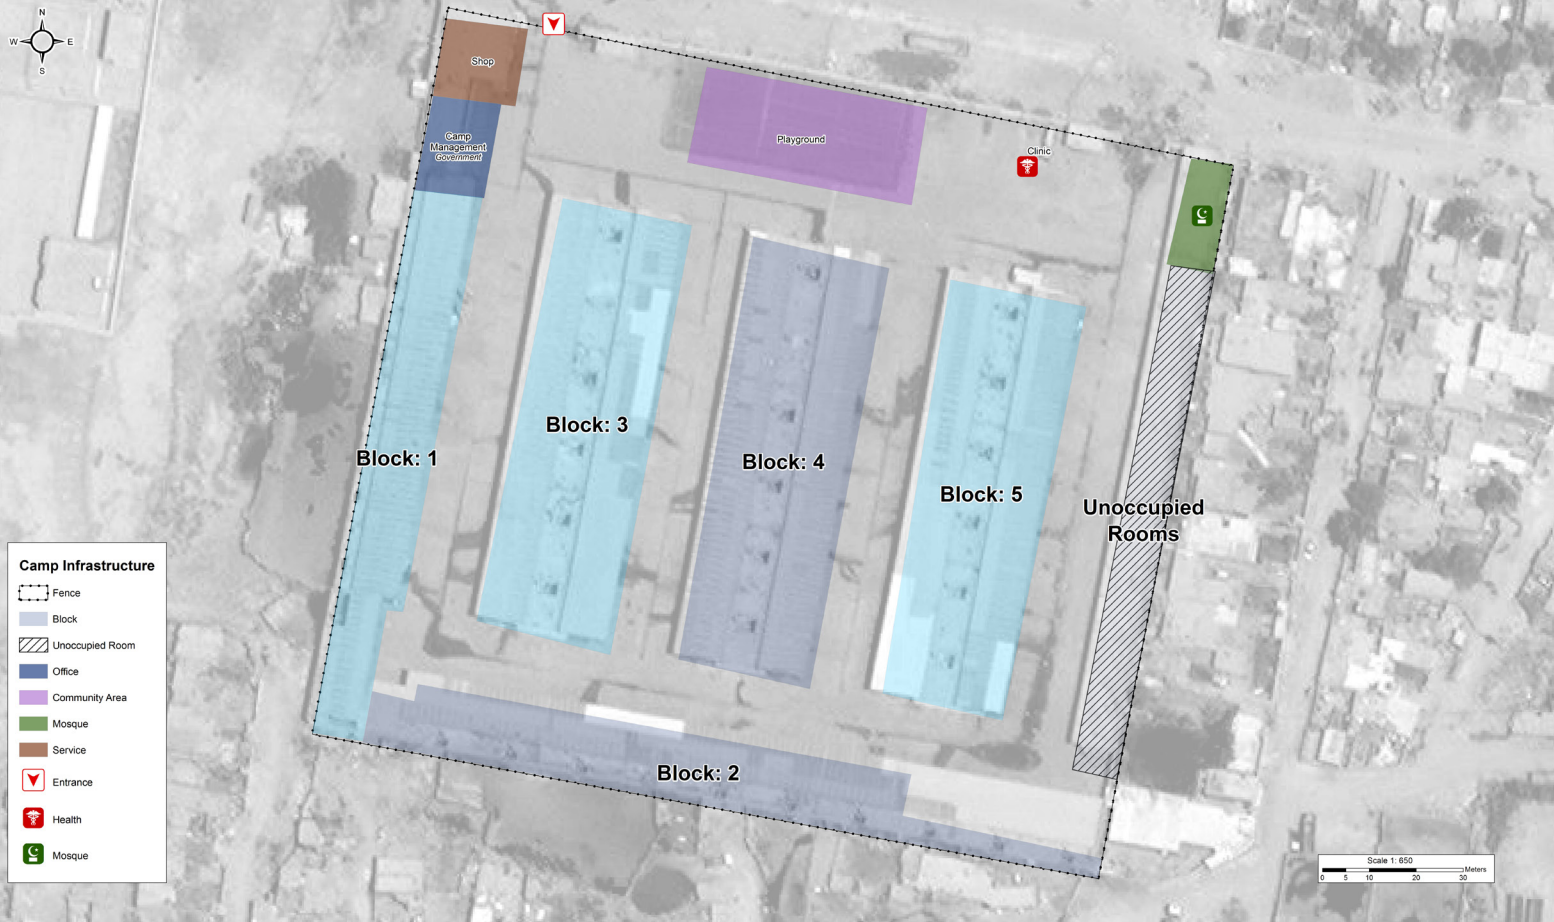 N
W E
S
Shop
Camp
Management
Government
Playground
Clinic
Block: 3
Block: 1
Block: 4
Block: 5
Unoccupied
Rooms
Block: 2
Camp Infrastructure
Fence
Block
Unoccupied Room
Office
Community Area
Mosque
Service
Entrance
Health
Mosque
Scale 1: 650
Meters
0 5 10 20 30